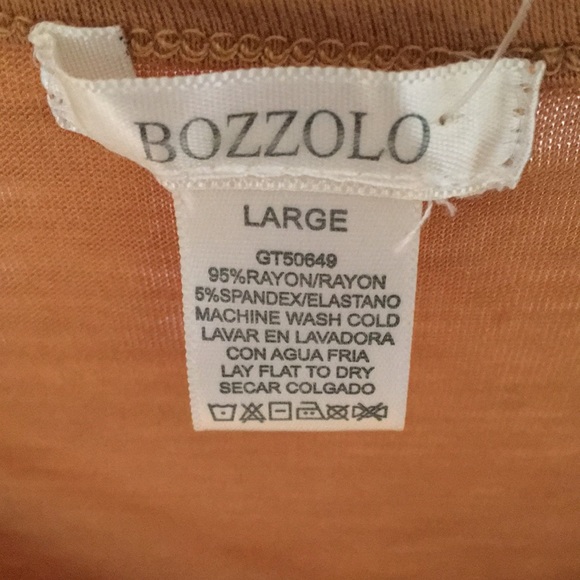 BOZZOLO
LARGE
GT50649
95%RAYON/RAYON
5%SPANDEX/ELASTANO
MACHINE WASH COLD
LAVAR EN LAVADORA
CON AGUA FRIA
LAY FLAT TO DRY
SECAR COLGADO